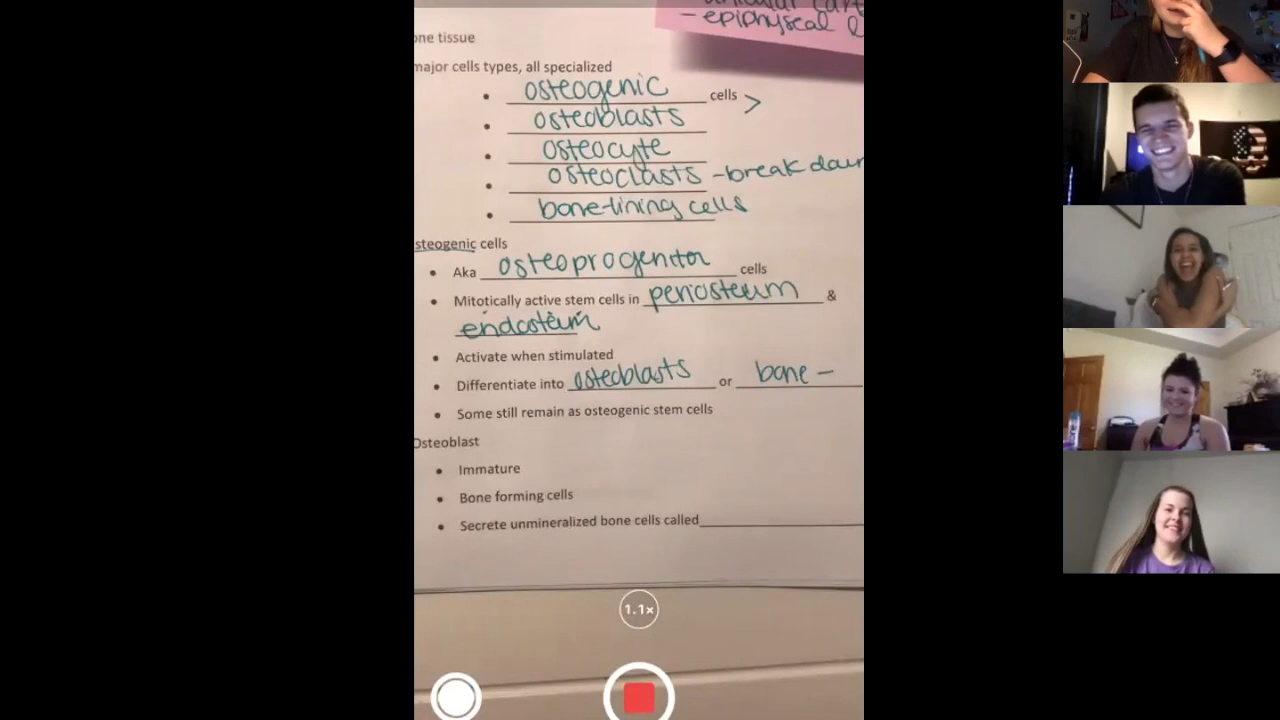 - epiphyseal
one tissue
major cells types, all specialized
• osteogenic cells >
• osteoblasts
• osteocyte
• osteoclasts - break down
• bone-lining cells
steogenic cells
• Aka osteoprogenitor cells
• Mitotically active stem cells in periosteum &
endosteum
• Activate when stimulated
• Differentiate into osteoblasts or bone -
• Some still remain as osteogenic stem cells
Osteoblast
• Immature
• Bone forming cells
• Secrete unmineralized bone cells called
1.1×